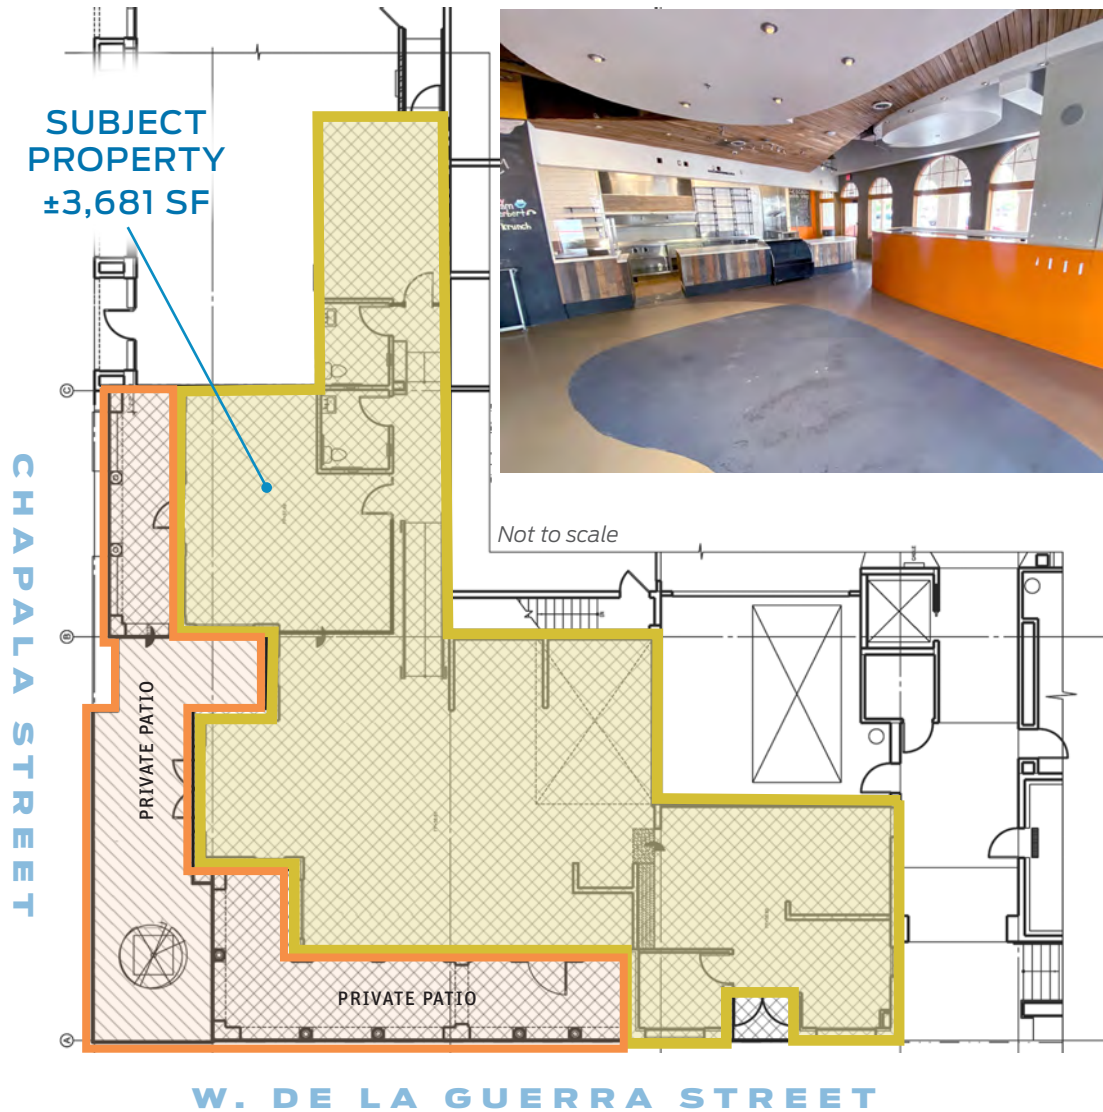 SUBJECT
PROPERTY
±3,681 SF
Not to scale
C
B
A
CHAPALA STREET
PRIVATE PATIO
PRIVATE PATIO
W. DE LA GUERRA STREET